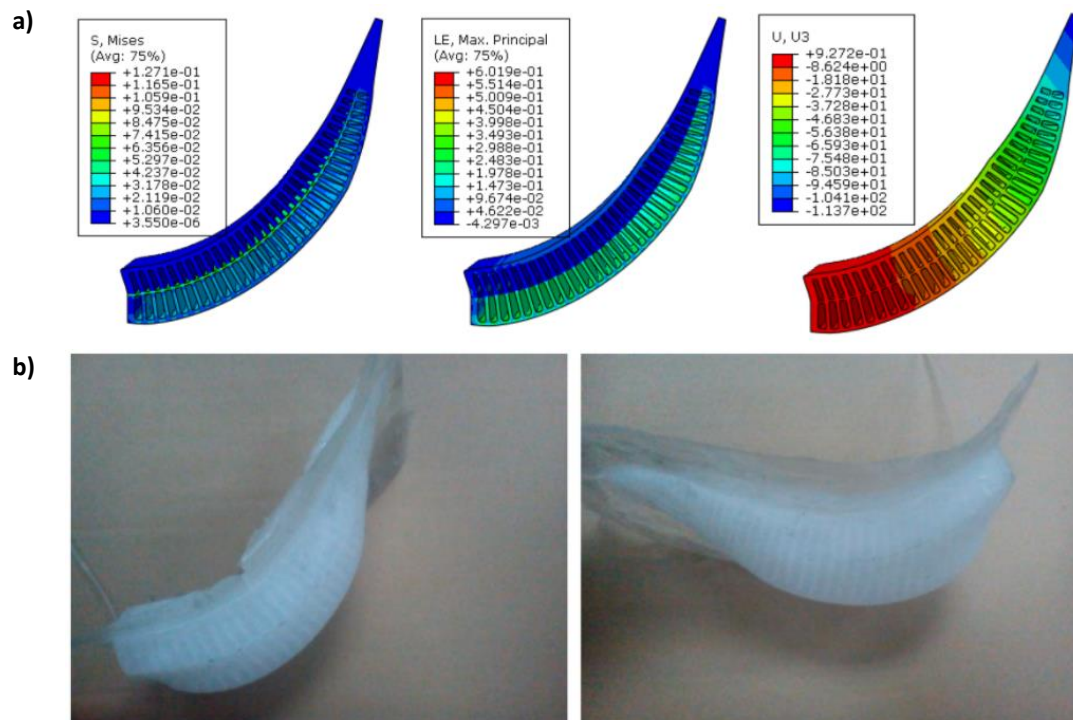 a)
S, Mises
(Avg: 75%)
+1.271e-01
+1.165e-01
+1.059e-01
+9.534e-02
+8.475e-02
+7.415e-02
+6.356e-02
+5.297e-02
+4.237e-02
+3.178e-02
+2.119e-02
+1.060e-02
+3.550e-06
LE, Max. Principal
(Avg: 75%)
+6.019e-01
+5.514e-01
+5.009e-01
+4.504e-01
+3.998e-01
+3.493e-01
+2.988e-01
+2.483e-01
+1.978e-01
+1.473e-01
+9.674e-02
+4.622e-02
-4.297e-03
U, U3
+9.272e-01
-8.624e+00
-1.818e+01
-2.773e+01
-3.728e+01
-4.683e+01
-5.638e+01
-6.593e+01
-7.548e+01
-8.503e+01
-9.459e+01
-1.041e+02
-1.137e+02
b)